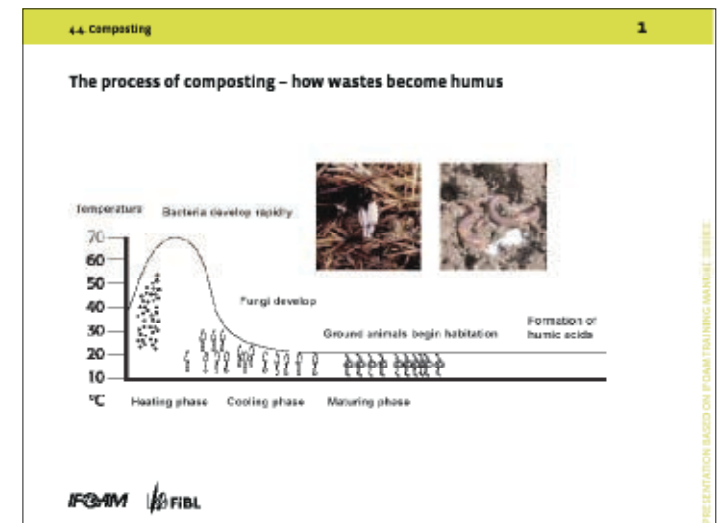 4.4. Composting
1
The process of composting – how wastes become humus
Temperature
Bacteria develop rapidly
70
60
50
40
30
20
10
°C
Fungi develop
Ground animals begin habitation
Formation of
humic acids
Heating phase
Cooling phase
Maturing phase
IFOAM
FiBL
PRESENTATION BASED ON IFOAM TRAINING MANUAL SERIES